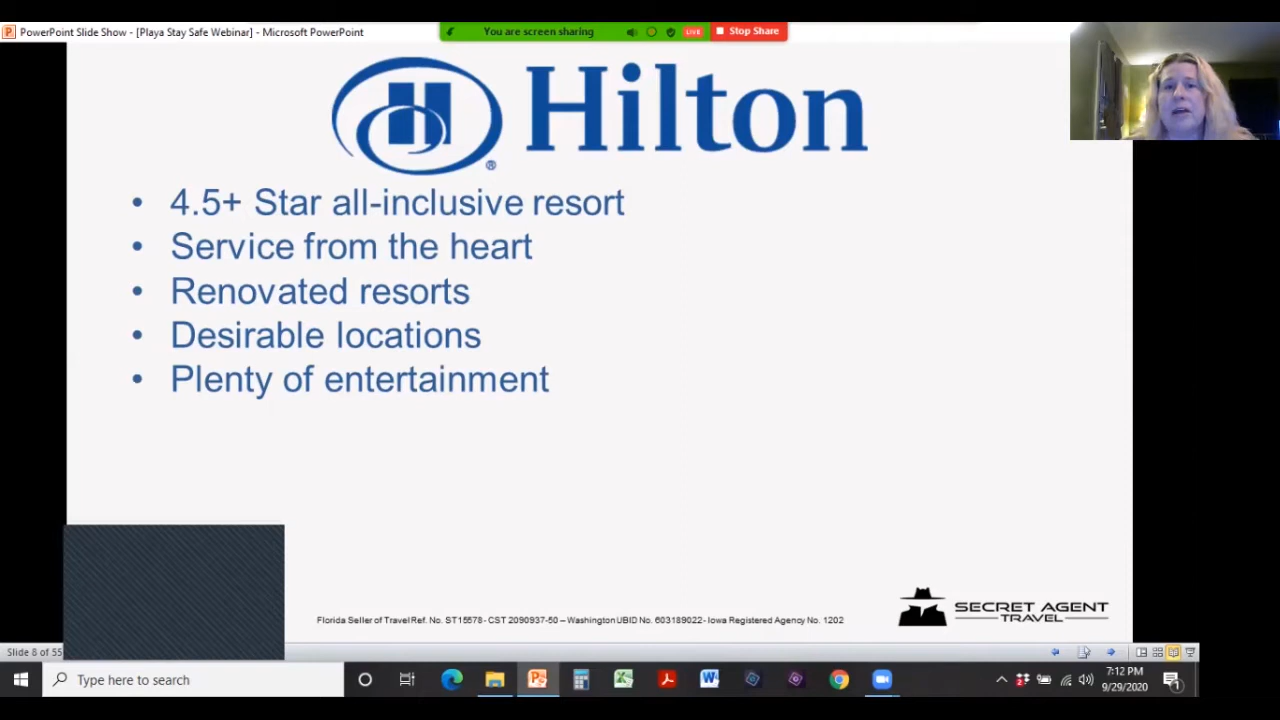 PowerPoint Slide Show - [Playa Stay Safe Webinar] - Microsoft PowerPoint
You are screen sharing
LIVE
Stop Share
Hilton
®
• 4.5+ Star all-inclusive resort
• Service from the heart
• Renovated resorts
• Desirable locations
• Plenty of entertainment
SECRET AGENT
TRAVEL
Florida Seller of Travel Ref. No. ST15578- CST 2090937-50 – Washington UBID No. 603189022- Iowa Registered Agency No. 1202
Slide 8 of 55
Type here to search
7:12 PM
9/29/2020